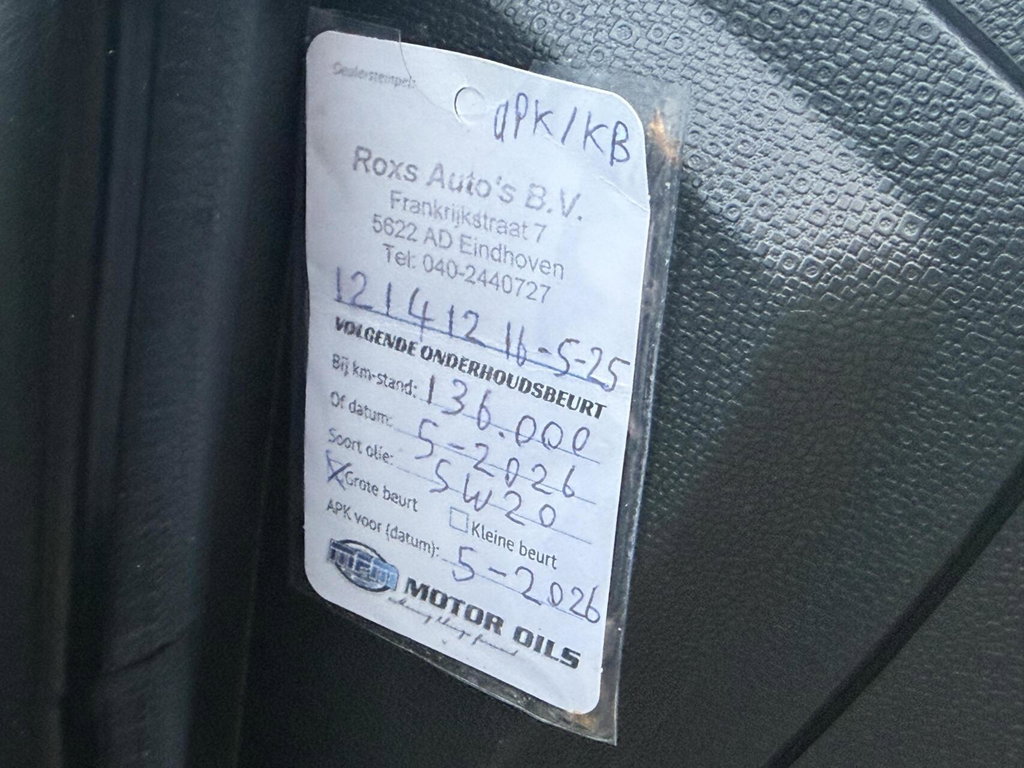 Dealerstempel:
APK/KB
Roxs Auto's B.V.
Frankrijkstraat 7
5622 AD Eindhoven
Tel: 040-2440727
121412 16-5-25
VOLGENDE ONDERHOUDSBEURT
Bij km-stand: 136.000
Of datum: 5-2026
Soort olie: 5W20
Grote beurt Kleine beurt
APK voor (datum): 5-2026
MPM MOTOR OILS